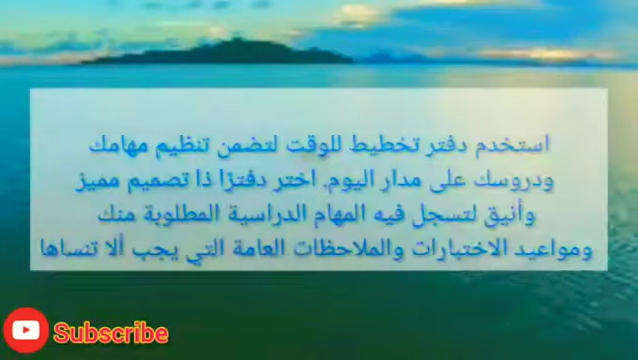 استخدم دفتر تخطيط للوقت لتضمن تنظيم مهامك
ودروسك على مدار اليوم. اختر دفترًا ذا تصميم مميز
وأنيق لتسجل فيه المهام الدراسية المطلوبة منك
ومواعيد الاختبارات والملاحظات العامة التي يجب ألا تنساها
Subscribe